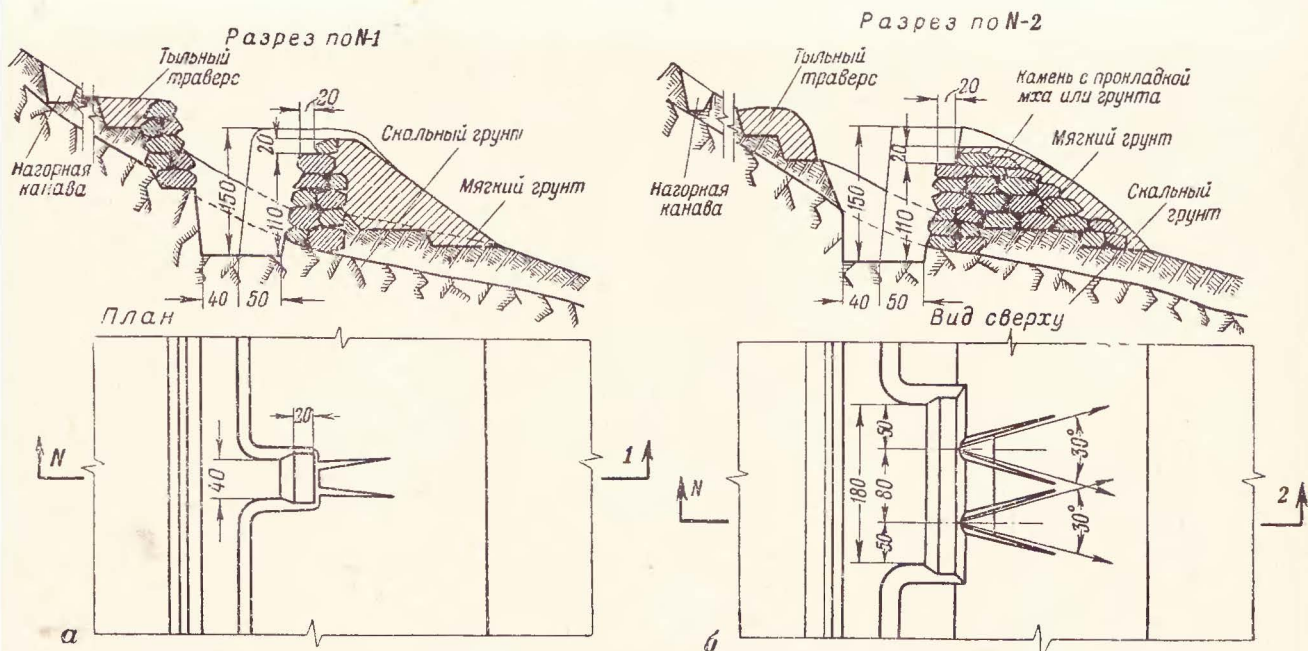 Разрез по N-1
Тыльный
траверс
20
Скальный грунт
20
Мягкий грунт
Нагорная
канава
150
110
40 50
План
20
N
40
1
а
Разрез по N-2
Тыльный
траверс
20
Камень с прокладкой
мха или грунта
Мягкий грунт
20
Скальный
грунт
Нагорная
канава
150
110
40 50
Вид сверху
50
30°
180
80
N
2
30°
50
б